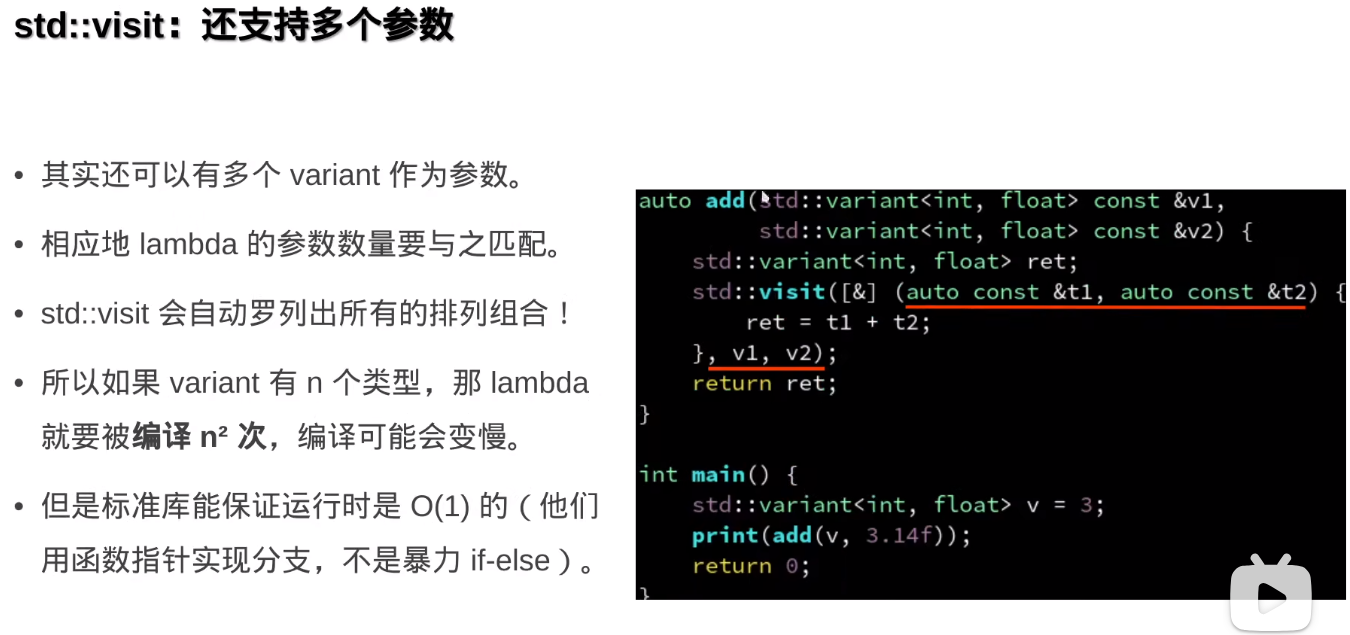 std::visit：还支持多个参数
• 其实还可以有多个 variant 作为参数。
• 相应地 lambda 的参数数量要与之匹配。
• std::visit 会自动罗列出所有的排列组合！
• 所以如果 variant 有 n 个类型，那 lambda
就要被编译 n² 次，编译可能会变慢。
• 但是标准库能保证运行时是 O(1) 的（他们
用函数指针实现分支，不是暴力 if-else）。
auto add(std::variant<int, float> const &v1,
std::variant<int, float> const &v2) {
std::variant<int, float> ret;
std::visit([&] (auto const &t1, auto const &t2) {
ret = t1 + t2;
}, v1, v2);
return ret;
}
int main() {
std::variant<int, float> v = 3;
print(add(v, 3.14f));
return 0;
}